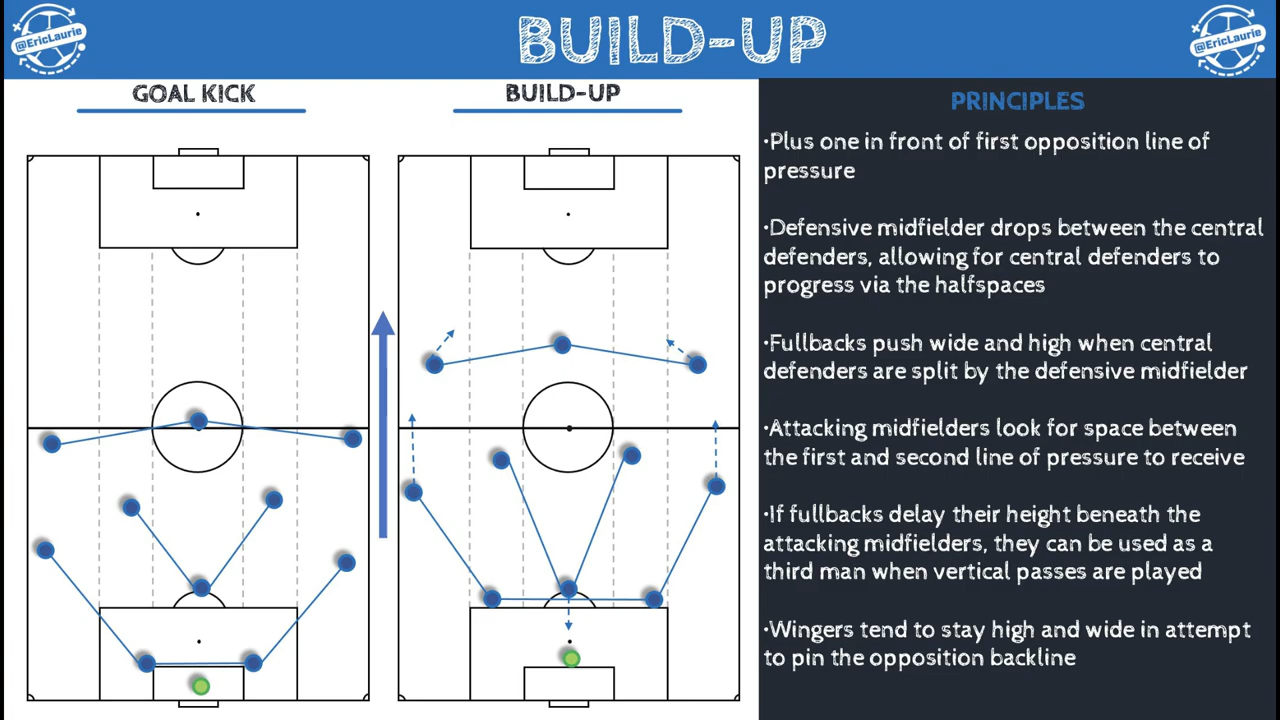 @EricLaurie
BUILD-UP
@EricLaurie
GOAL KICK
BUILD-UP
PRINCIPLES
•Plus one in front of first opposition line of
pressure
•Defensive midfielder drops between the central
defenders, allowing for central defenders to
progress via the halfspaces
•Fullbacks push wide and high when central
defenders are split by the defensive midfielder
•Attacking midfielders look for space between
the first and second line of pressure to receive
•If fullbacks delay their height beneath the
attacking midfielders, they can be used as a
third man when vertical passes are played
•Wingers tend to stay high and wide in attempt
to pin the opposition backline